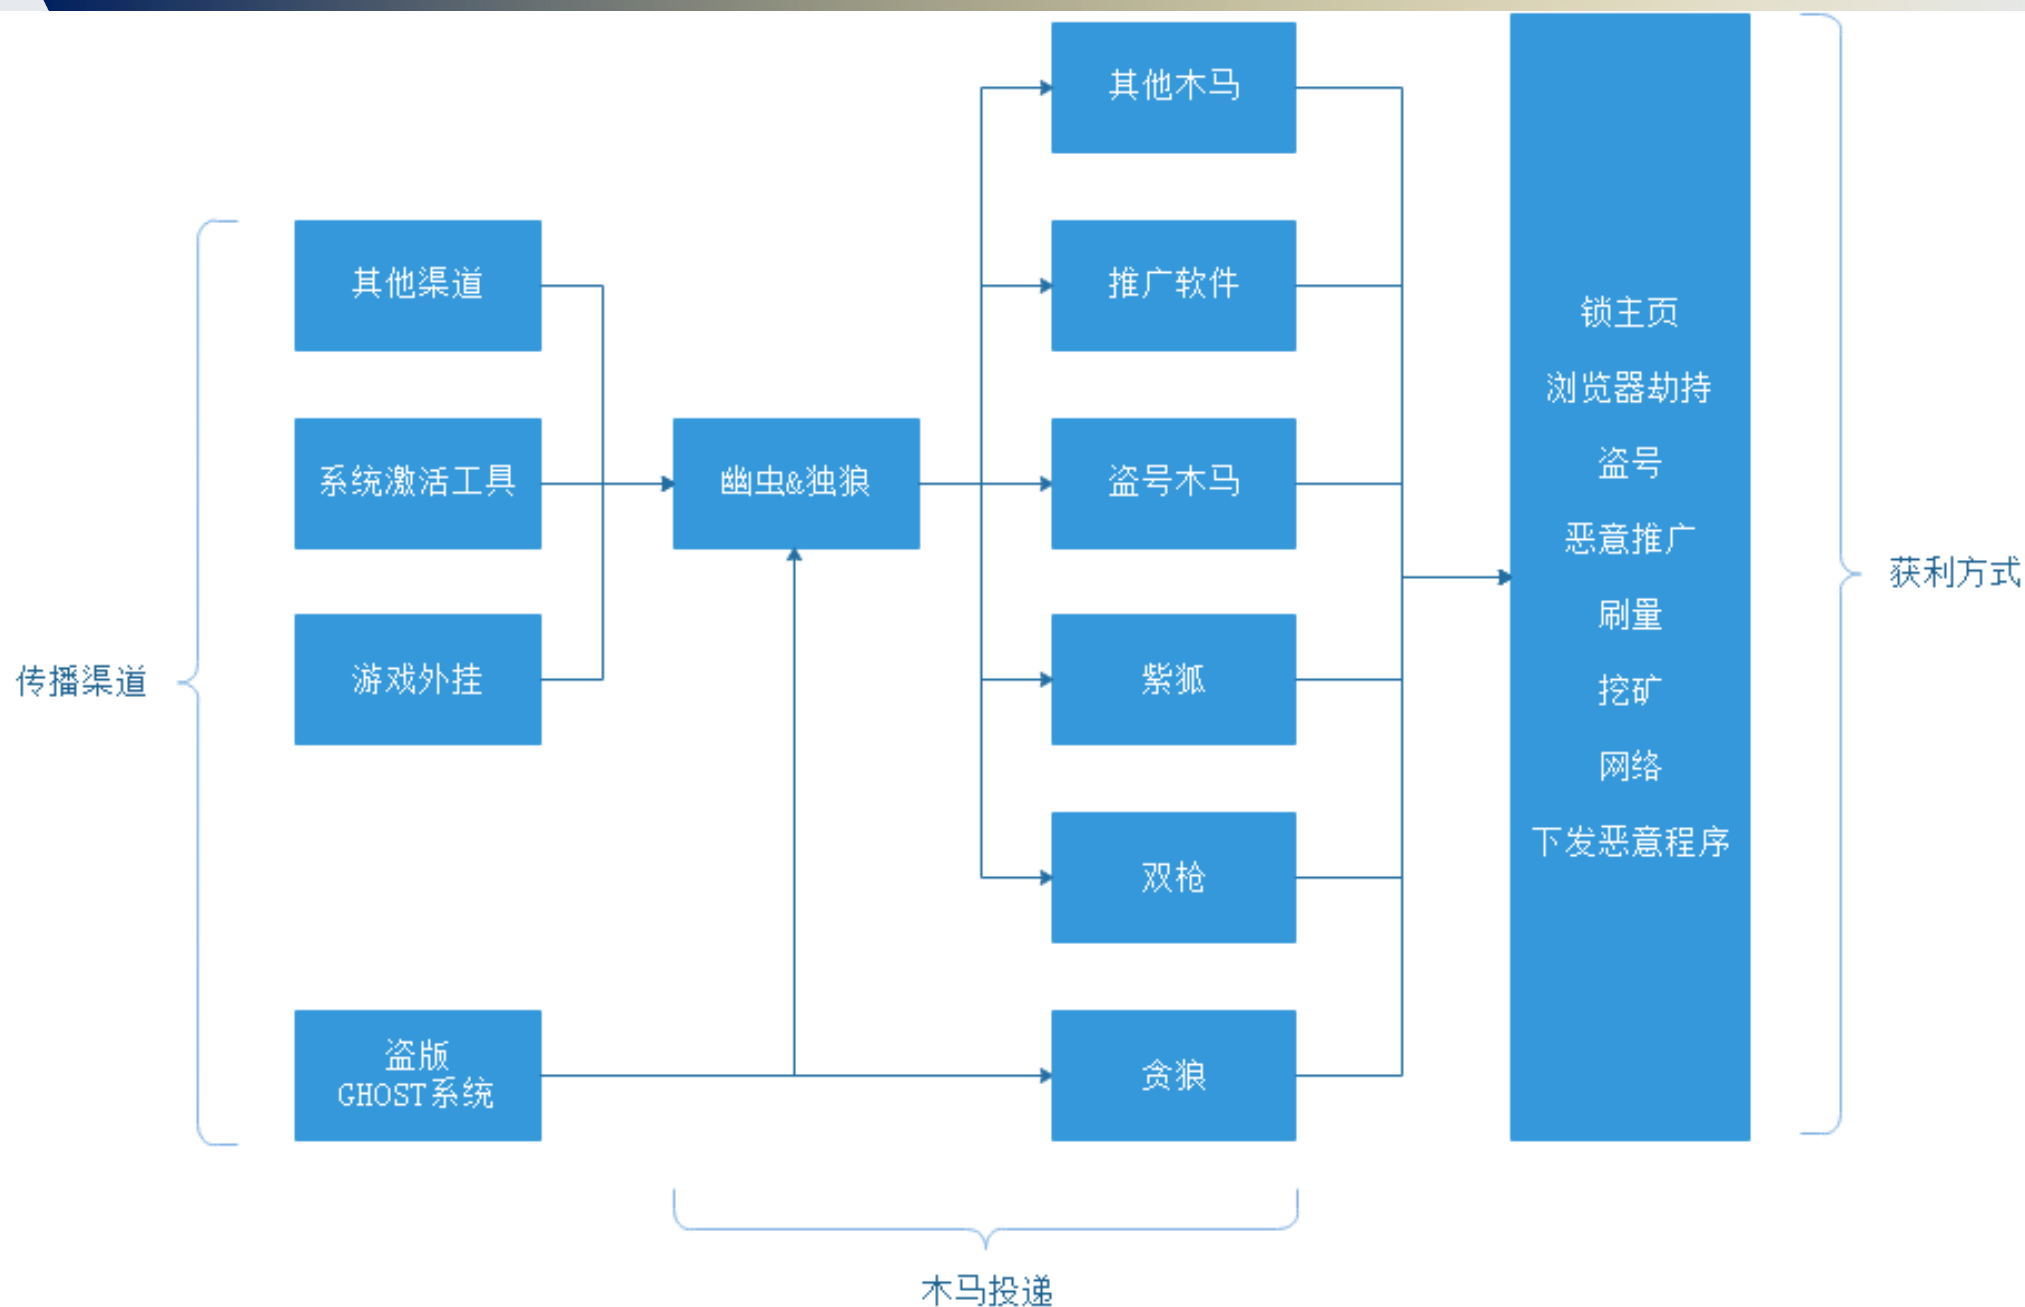 传播渠道
其他渠道
系统激活工具
游戏外挂
盗版
GHOST系统
幽虫&独狼
其他木马
推广软件
盗号木马
紫狐
双枪
贪狼
木马投递
锁主页
浏览器劫持
盗号
恶意推广
刷量
挖矿
网络
下发恶意程序
获利方式